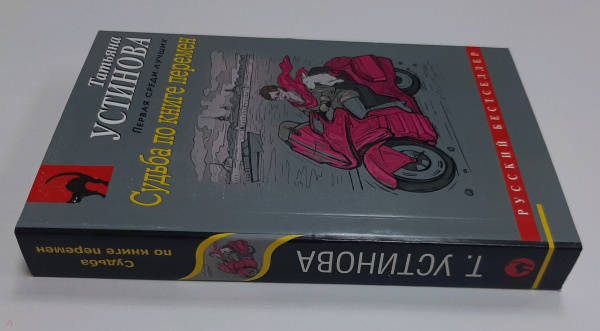 Татьяна
УСТИНОВА
Первая среди лучших
Судьба по книге перемен
РУССКИЙ БЕСТСЕЛЛЕР
Т. УСТИНОВА
Судьба
по книге перемен